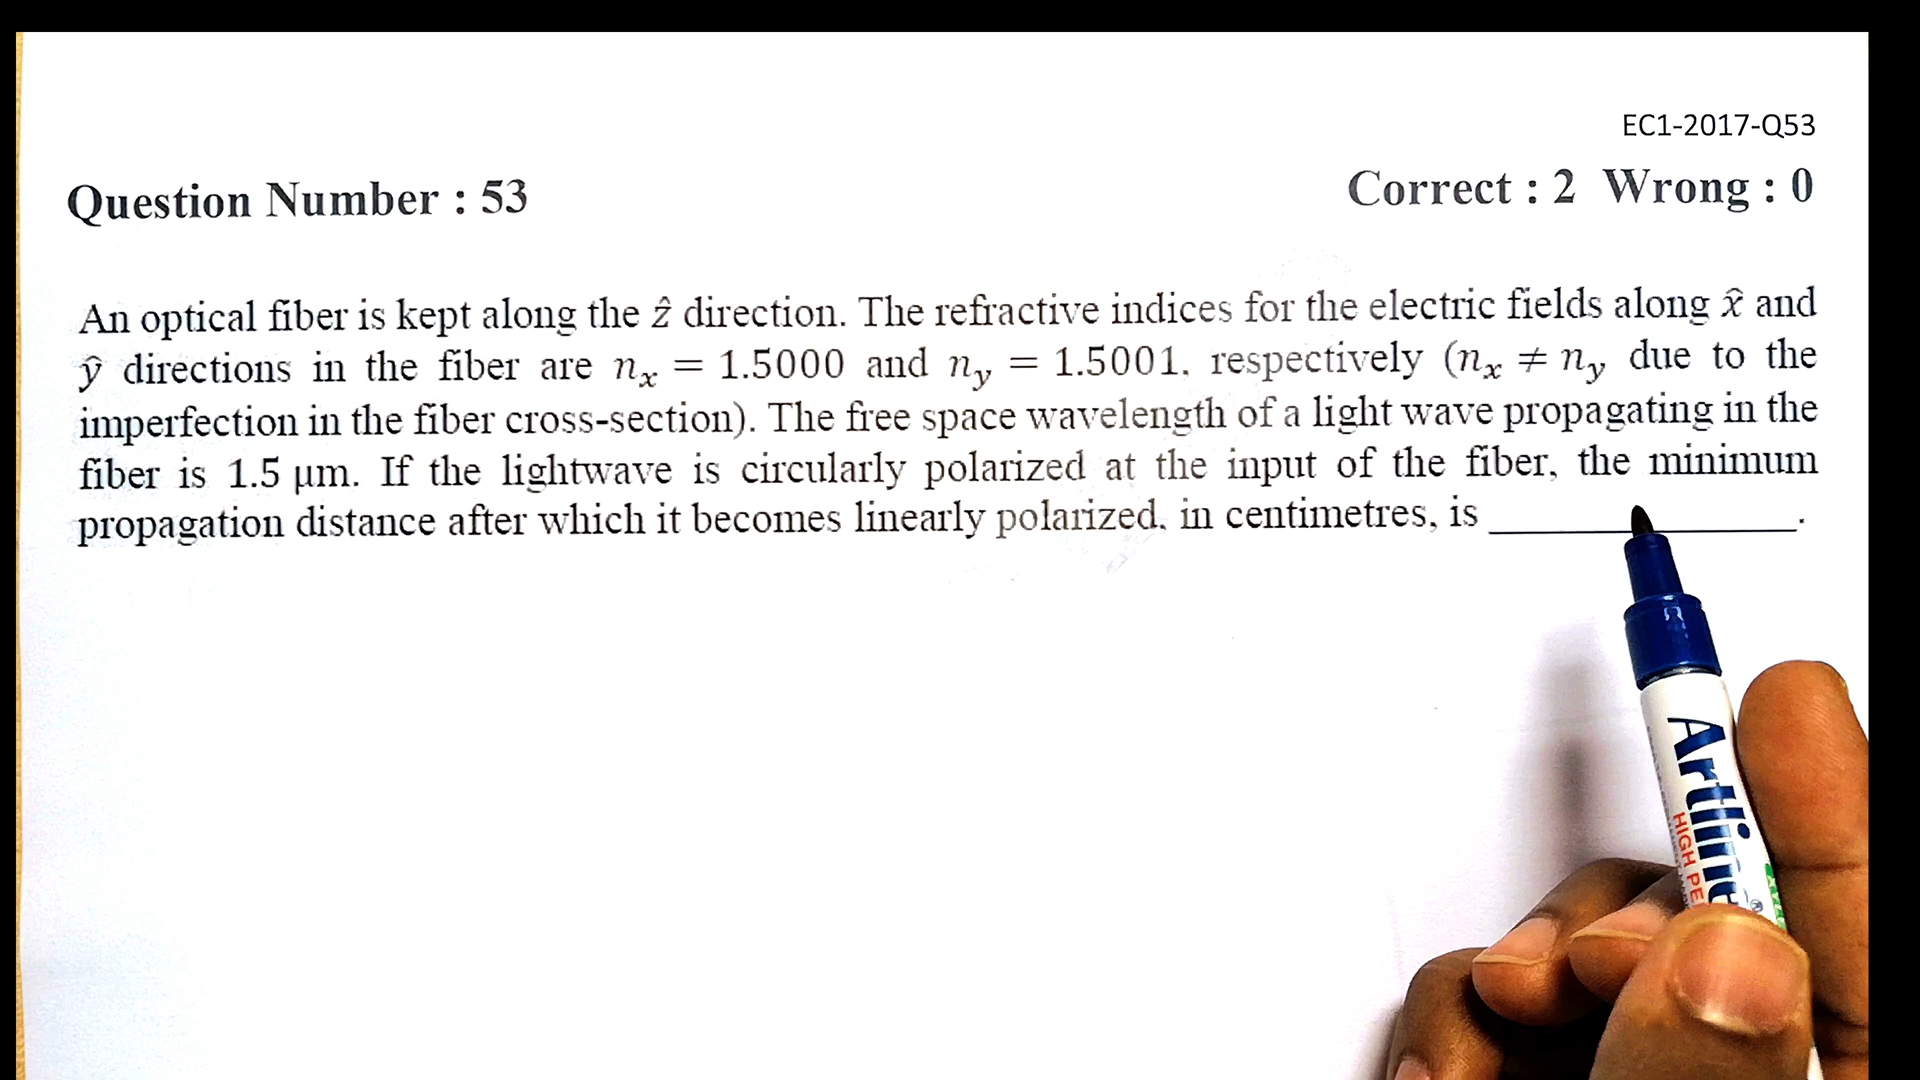 EC1-2017-Q53
Question Number : 53 Correct : 2 Wrong : 0
An optical fiber is kept along the ẑ direction. The refractive indices for the electric fields along x̂ and
ŷ directions in the fiber are nₓ = 1.5000 and n_y = 1.5001, respectively (nₓ ≠ n_y due to the
imperfection in the fiber cross-section). The free space wavelength of a light wave propagating in the
fiber is 1.5 μm. If the lightwave is circularly polarized at the input of the fiber, the minimum
propagation distance after which it becomes linearly polarized, in centimetres, is ____________.
Artline
HIGH PE